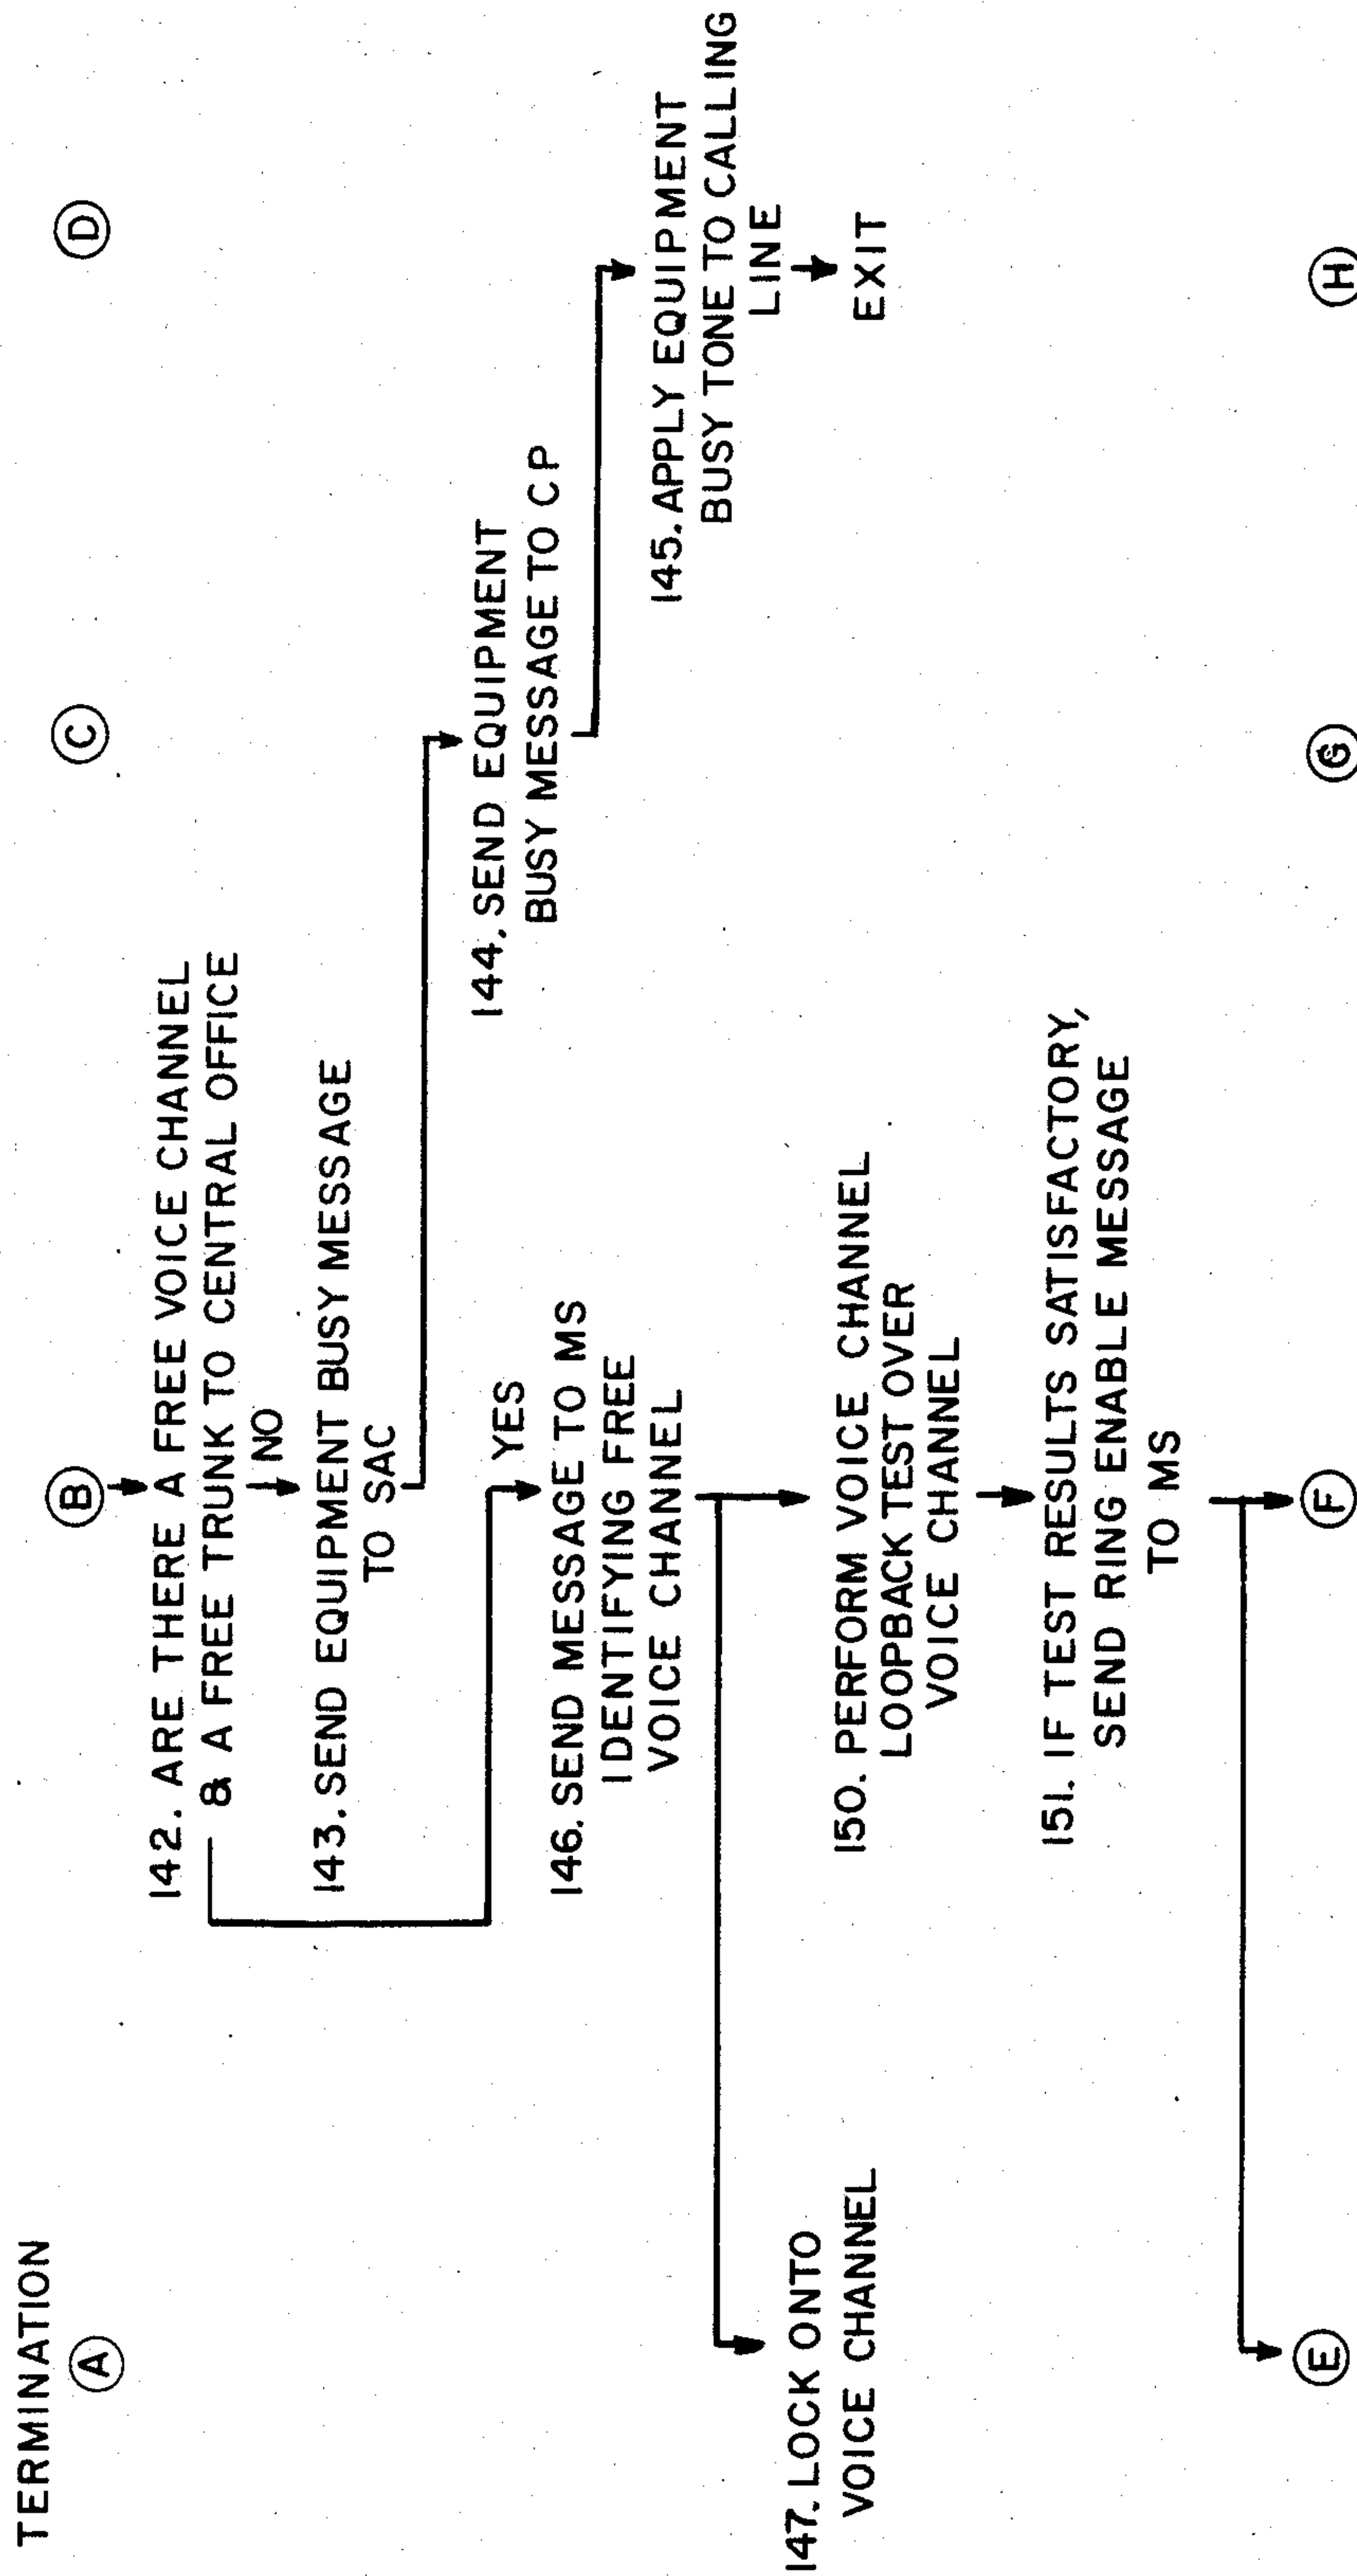 TERMINATION
A
B
C
D
142. ARE THERE A FREE VOICE CHANNEL
& A FREE TRUNK TO CENTRAL OFFICE
NO
143. SEND EQUIPMENT BUSY MESSAGE
TO SAC
144. SEND EQUIPMENT
BUSY MESSAGE TO CP
145. APPLY EQUIPMENT
BUSY TONE TO CALLING
LINE
EXIT
YES
146. SEND MESSAGE TO MS
IDENTIFYING FREE
VOICE CHANNEL
147. LOCK ONTO
VOICE CHANNEL
150. PERFORM VOICE CHANNEL
LOOPBACK TEST OVER
VOICE CHANNEL
151. IF TEST RESULTS SATISFACTORY,
SEND RING ENABLE MESSAGE
TO MS
E
F
G
H